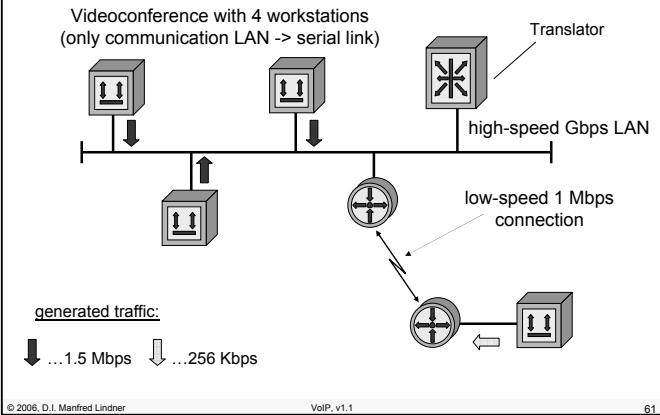 Videoconference with 4 workstations
(only communication LAN -> serial link)
Translator
high-speed Gbps LAN
low-speed 1 Mbps
connection
generated traffic:
...1.5 Mbps ...256 Kbps
© 2006, D.I. Manfred Lindner VoIP, v1.1 61